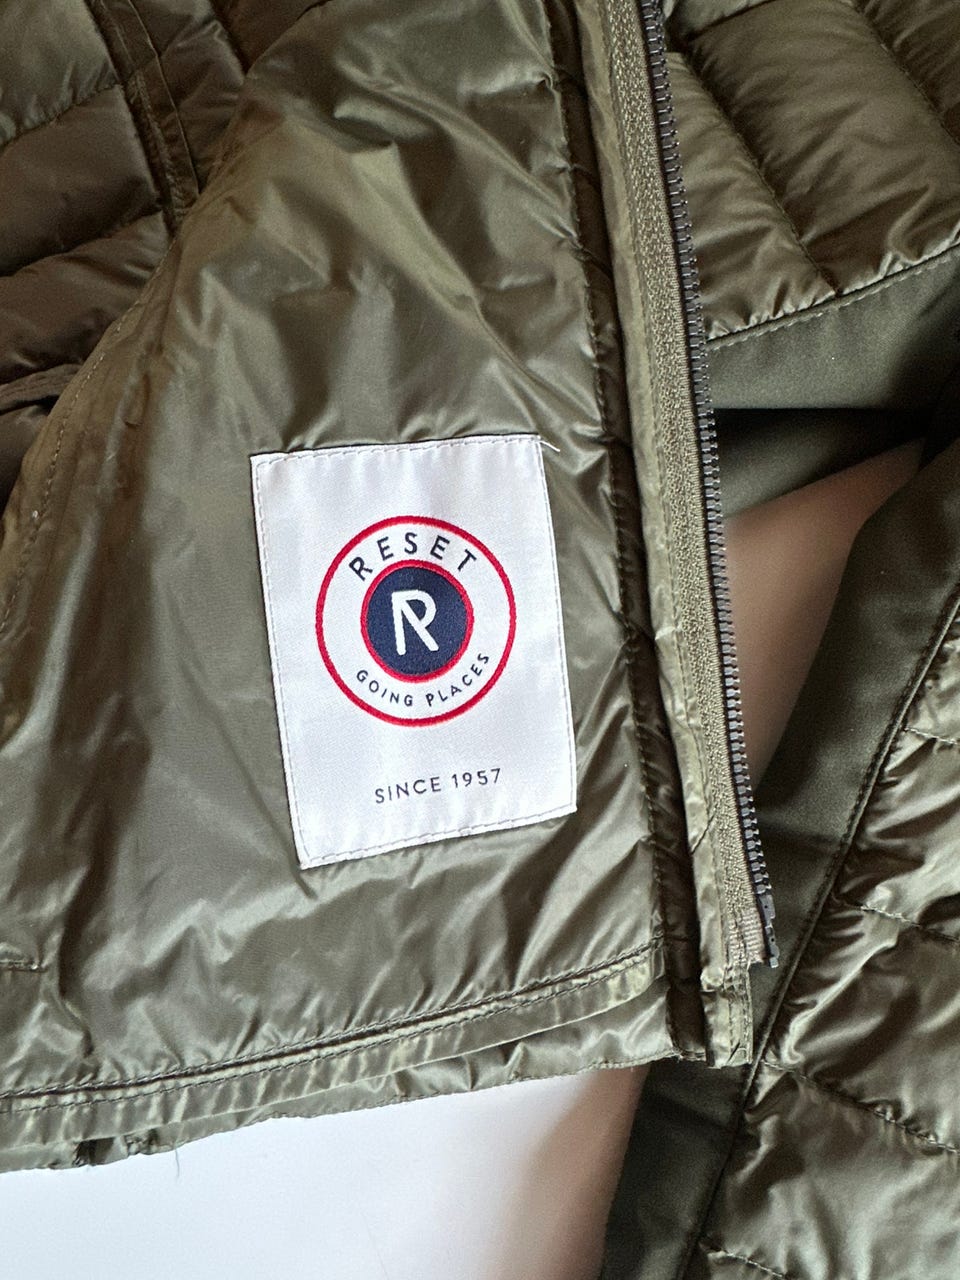 RESET
R
GOING PLACES
SINCE 1957